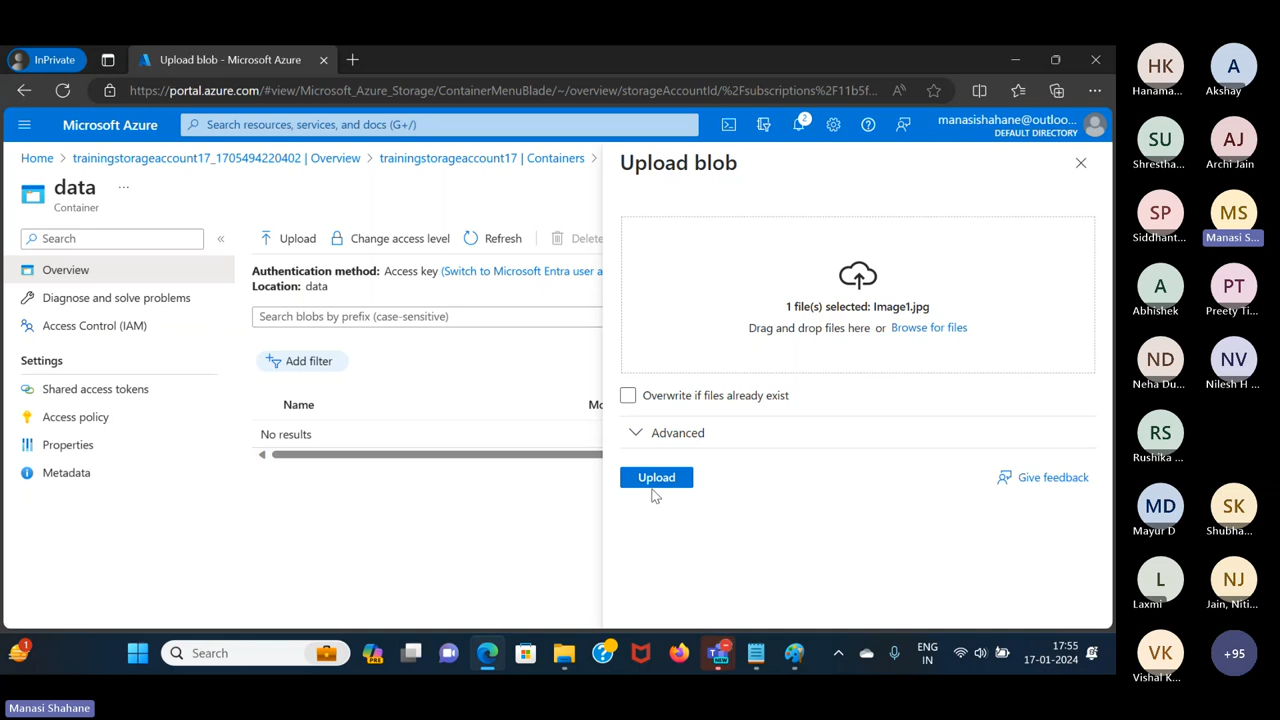 InPrivate
Upload blob - Microsoft Azure
https://portal.azure.com/#view/Microsoft_Azure_Storage/ContainerMenuBlade/~/overview/storageAccountId/%2Fsubscriptions%2F11b5f...
Microsoft Azure
Search resources, services, and docs (G+/)
2
manasishahane@outloo...
DEFAULT DIRECTORY
Home > trainingstorageaccount17_1705494220402 | Overview > trainingstorageaccount17 | Containers >
data ...
Container
Search
Overview
Diagnose and solve problems
Access Control (IAM)
Settings
Shared access tokens
Access policy
Properties
Metadata
Upload
Change access level
Refresh
Delete
Authentication method: Access key (Switch to Microsoft Entra user a
Location: data
Search blobs by prefix (case-sensitive)
Add filter
Name
Mo
No results
Upload blob
1 file(s) selected: Image1.jpg
Drag and drop files here or Browse for files
Overwrite if files already exist
Advanced
Upload
Give feedback
1
Search
PRE
NEW
ENG
IN
17:55
17-01-2024
HK
Hanama...
A
Akshay
SU
Shrestha...
AJ
Archi Jain
SP
Siddhant...
MS
Manasi S...
A
Abhishek
PT
Preety Ti...
ND
Neha Du...
NV
Nilesh H ...
RS
Rushika ...
MD
Mayur D
SK
Shubha...
L
Laxmi
NJ
Jain, Niti...
VK
Vishal K...
+95
Manasi Shahane